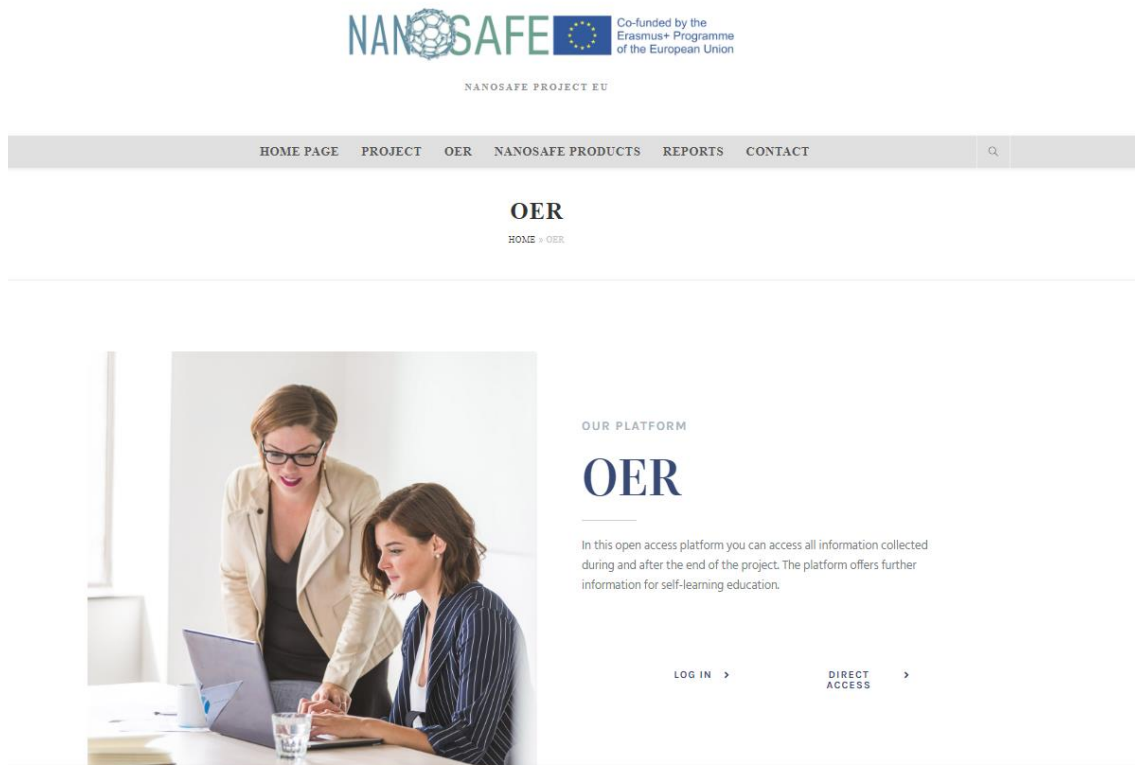 NANOSAFE
Co-funded by the
Erasmus+ Programme
of the European Union
NANOSAFE PROJECT EU
HOME PAGE PROJECT OER NANOSAFE PRODUCTS REPORTS CONTACT
OER
HOME » OER
OUR PLATFORM
OER
In this open access platform you can access all information collected
during and after the end of the project. The platform offers further
information for self-learning education.
LOG IN > DIRECT ACCESS >